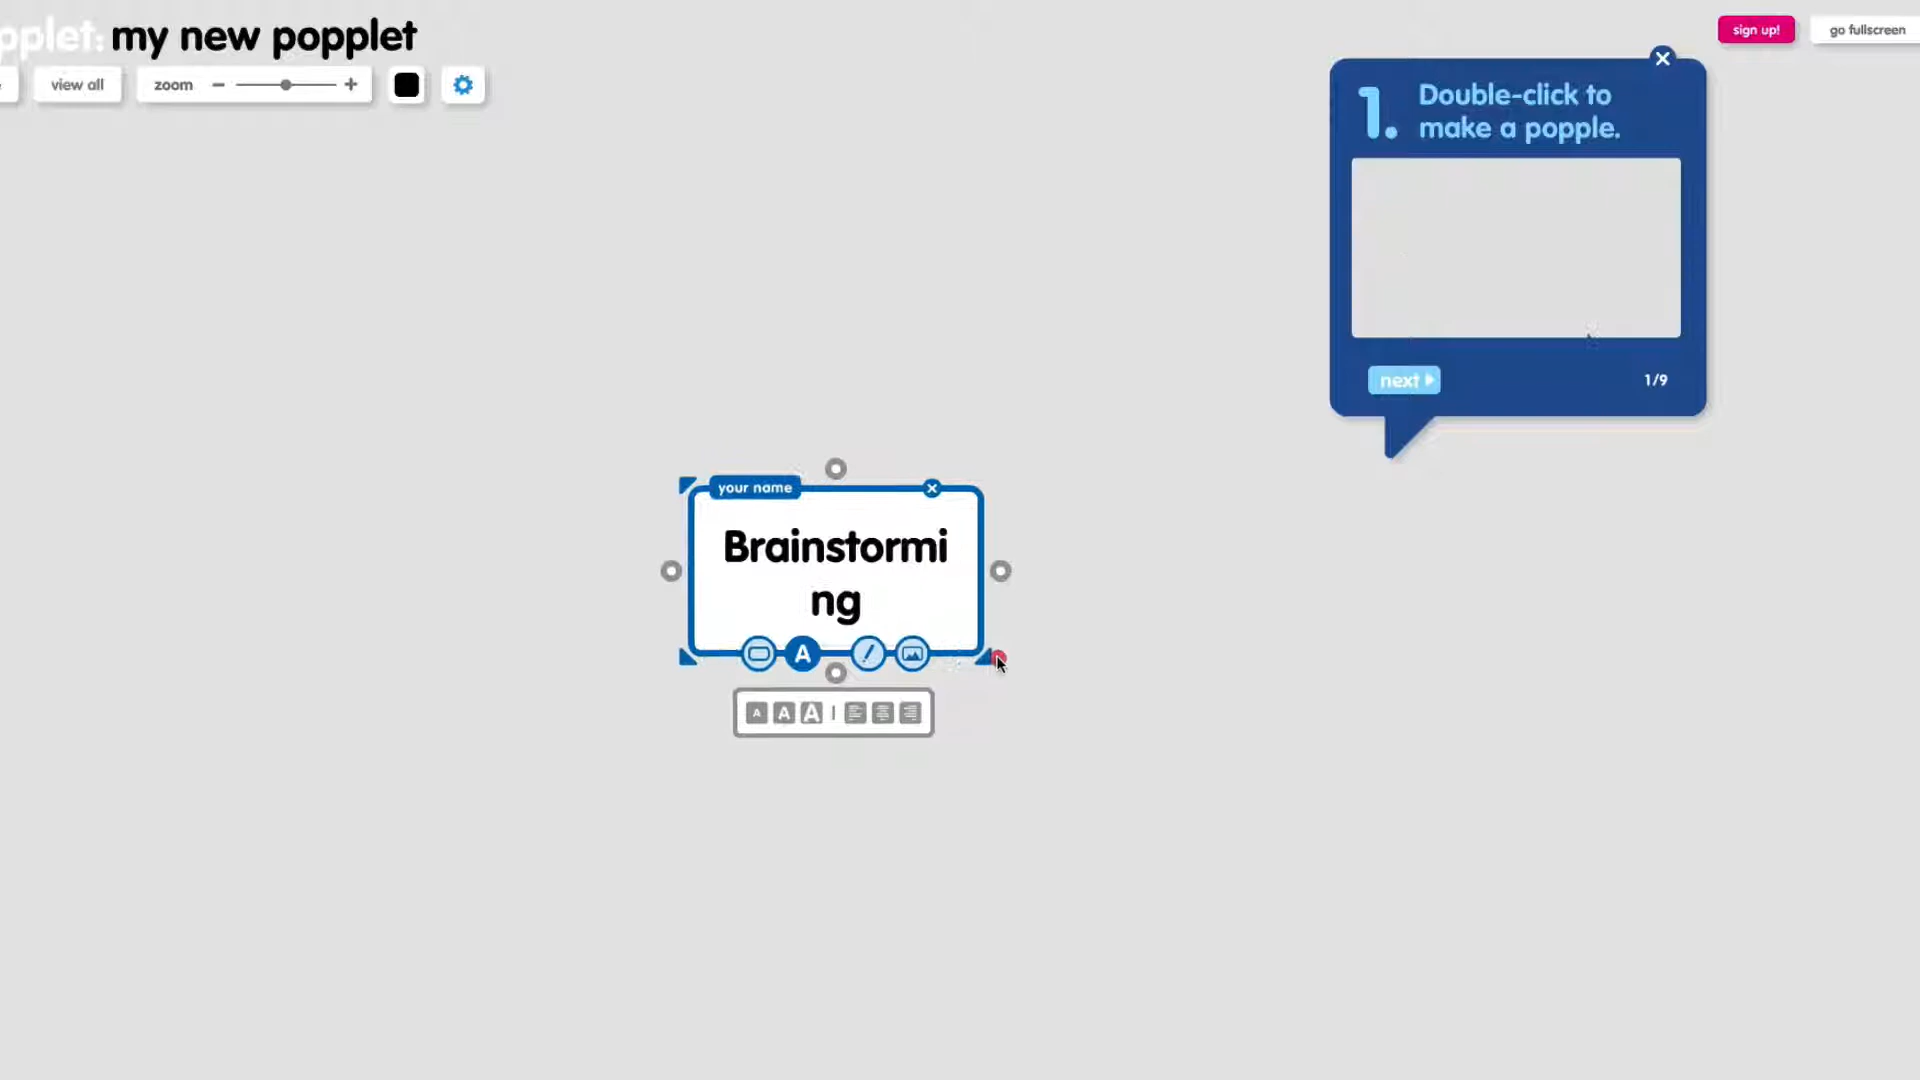 pplet: my new popplet
sign up!
go fullscreen
view all
zoom
1. Double-click to
make a popple.
next
1/9
your name
Brainstormi
ng
A
A A A